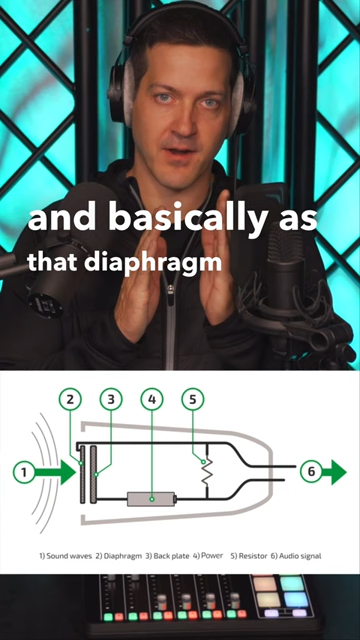 and basically as
that diaphragm
2 3 4 5
1 6
1) Sound waves 2) Diaphragm 3) Back plate 4) Power 5) Resistor 6) Audio signal